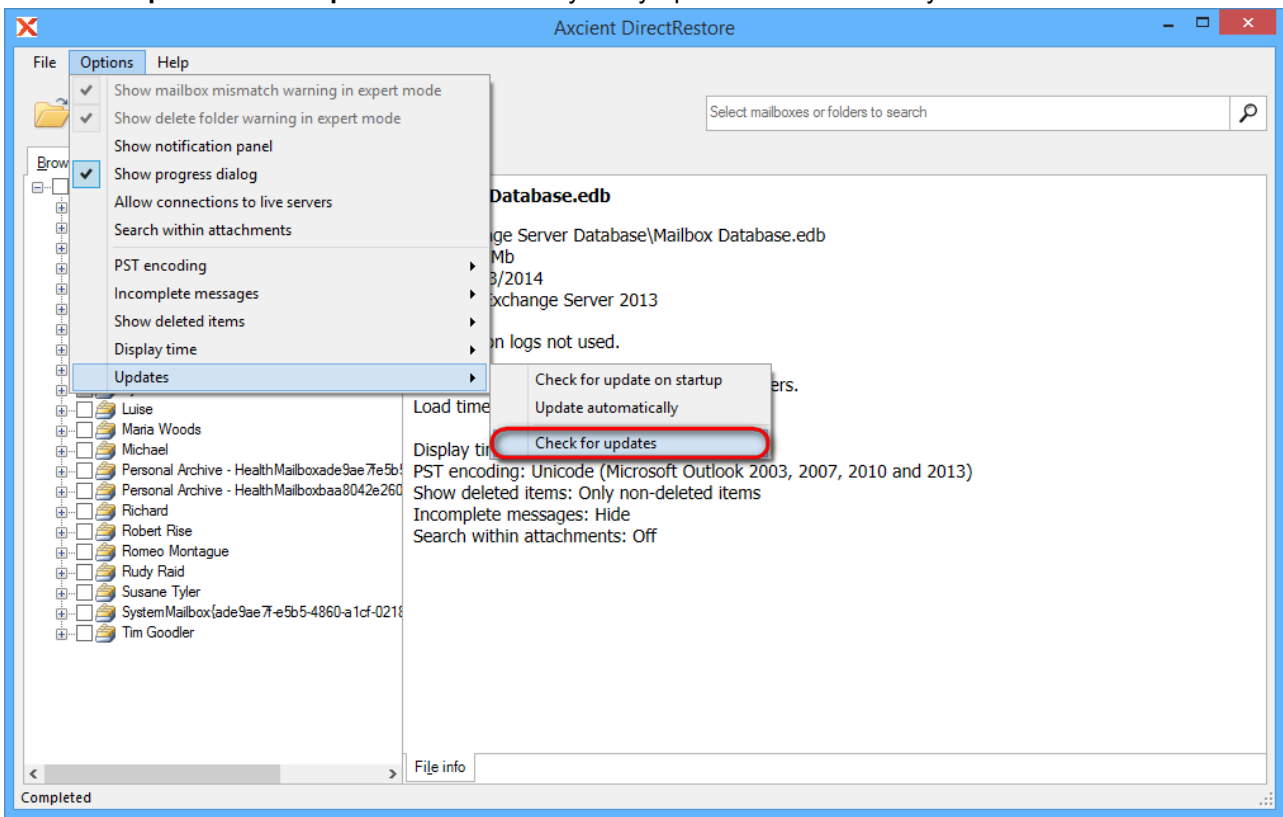 Axcient DirectRestore
File Options Help
Show mailbox mismatch warning in expert mode
Show delete folder warning in expert mode
Show notification panel
Show progress dialog
Allow connections to live servers
Search within attachments
PST encoding
Incomplete messages
Show deleted items
Display time
Updates
Check for update on startup
Update automatically
Check for updates
Select mailboxes or folders to search
Brow
Luise
Maria Woods
Michael
Personal Archive - HealthMailboxade9ae7fe5b5
Personal Archive - HealthMailboxbaa8042e260
Richard
Robert Rise
Romeo Montague
Rudy Raid
Susane Tyler
SystemMailbox{ade9ae7f-e5b5-4860-a1cf-0218
Tim Goodler
Database.edb
ge Server Database\Mailbox Database.edb
Mb
3/2014
Exchange Server 2013
on logs not used.
ers.
Load time
Display ti
PST encoding: Unicode (Microsoft Outlook 2003, 2007, 2010 and 2013)
Show deleted items: Only non-deleted items
Incomplete messages: Hide
Search within attachments: Off
File info
Completed